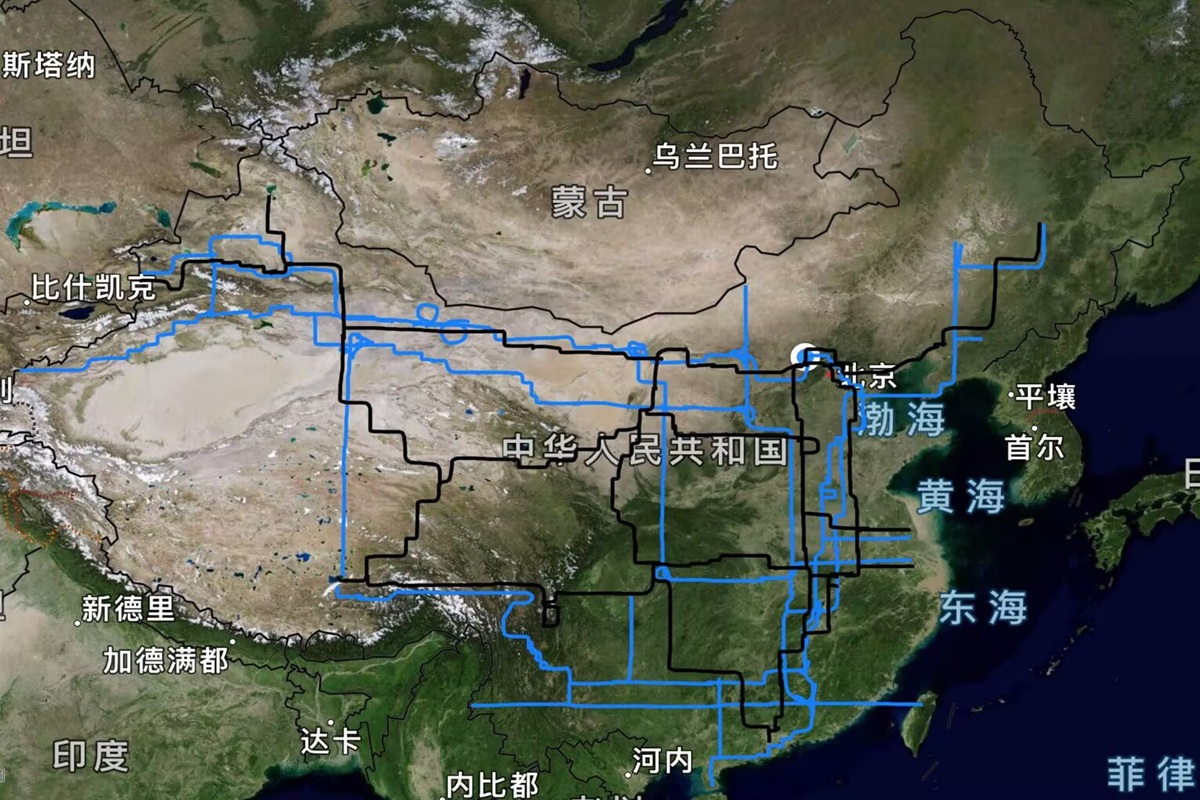 斯塔纳
坦
乌兰巴托
蒙古
比什凯克
北京
渤海
平壤
首尔
中华人民共和国
黄海
日
东海
新德里
加德满都
达卡
印度
河内
内比都
菲律